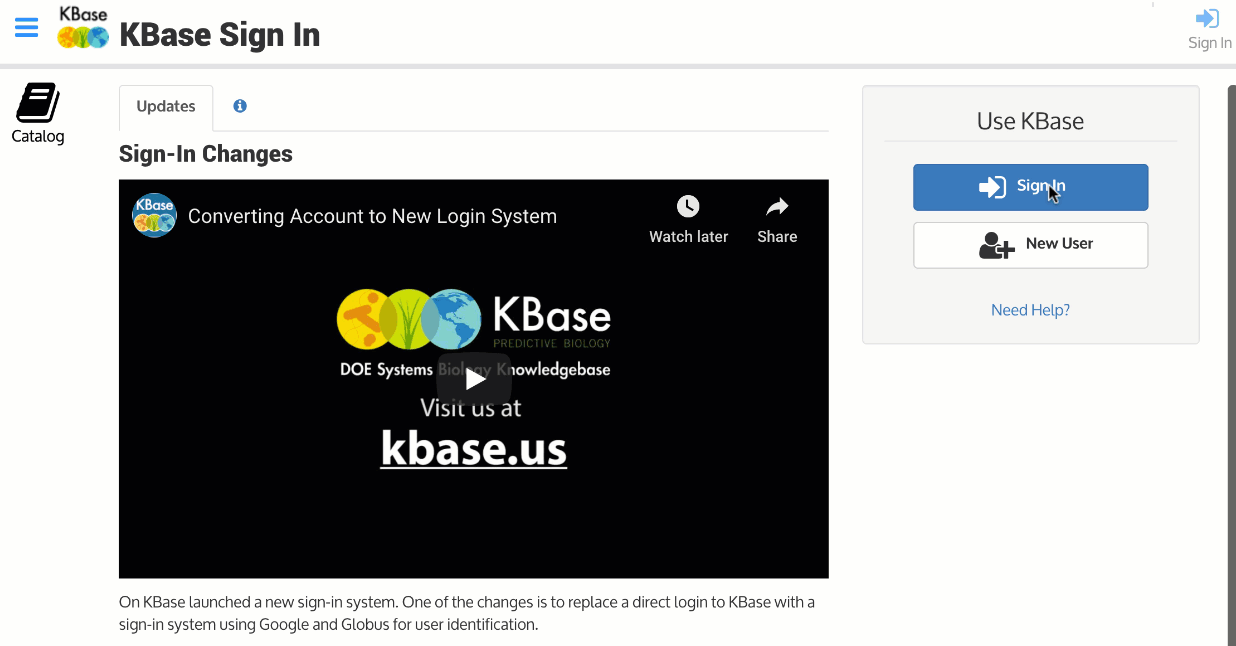 KBase
KBase Sign In
Sign In
Catalog
Updates
Sign-In Changes
KBase
Converting Account to New Login System
Watch later
Share
KBase
PREDICTIVE BIOLOGY
DOE Systems Biology Knowledgebase
Visit us at
kbase.us
On KBase launched a new sign-in system. One of the changes is to replace a direct login to KBase with a
sign-in system using Google and Globus for user identification.
Use KBase
Sign In
New User
Need Help?